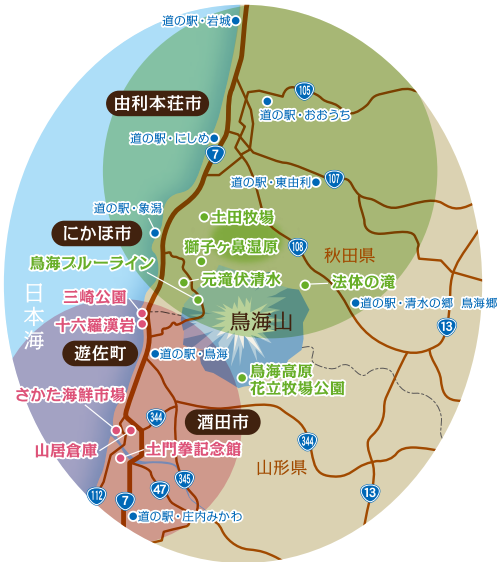 道の駅・岩城
105
由利本荘市
道の駅・おおうち
道の駅・にしめ
7
道の駅・東由利
107
道の駅・象潟
土田牧場
にかほ市
獅子ケ鼻湿原
108
秋田県
鳥海ブルーライン
元滝伏清水
法体の滝
日本海
三崎公園
道の駅・清水の郷 鳥海郷
十六羅漢岩
鳥海山
13
遊佐町
道の駅・鳥海
鳥海高原
花立牧場公園
さかた海鮮市場
344
酒田市
山居倉庫
土門拳記念館
344
山形県
345
112
7
47
13
道の駅・庄内みかわ